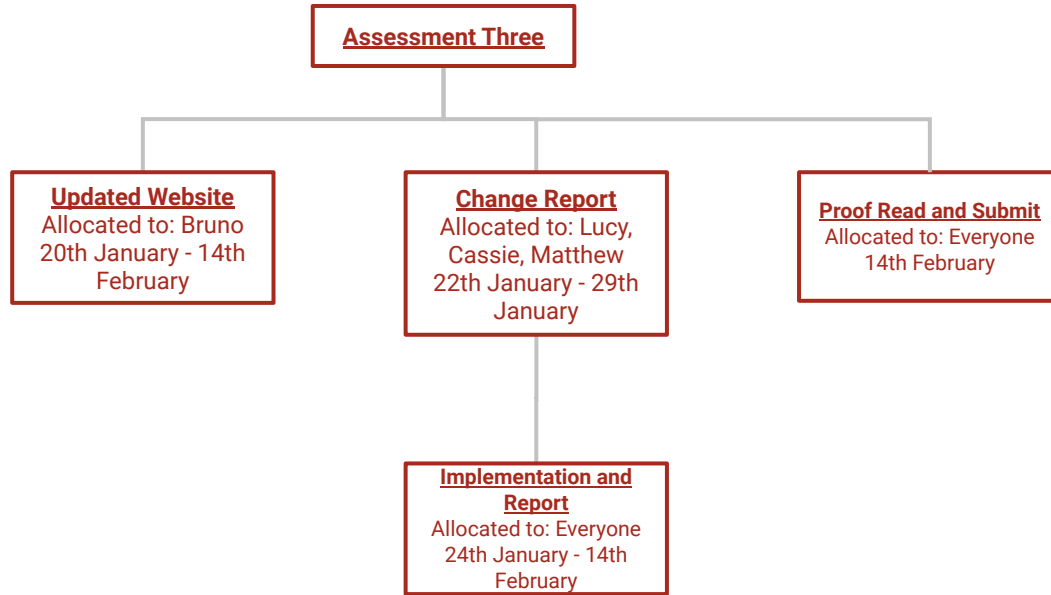 Assessment Three
Updated Website
Allocated to: Bruno
20th January - 14th
February
Change Report
Allocated to: Lucy,
Cassie, Matthew
22th January - 29th
January
Proof Read and Submit
Allocated to: Everyone
14th February
Implementation and
Report
Allocated to: Everyone
24th January - 14th
February